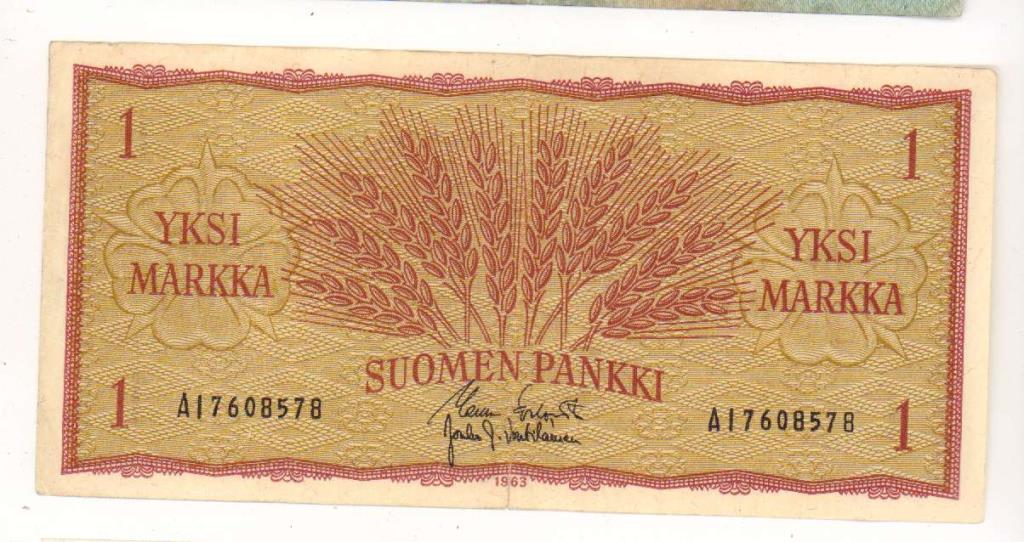 1
1
YKSI
MARKKA
YKSI
MARKKA
SUOMEN PANKKI
1
A17608578
A17608578
1
1963